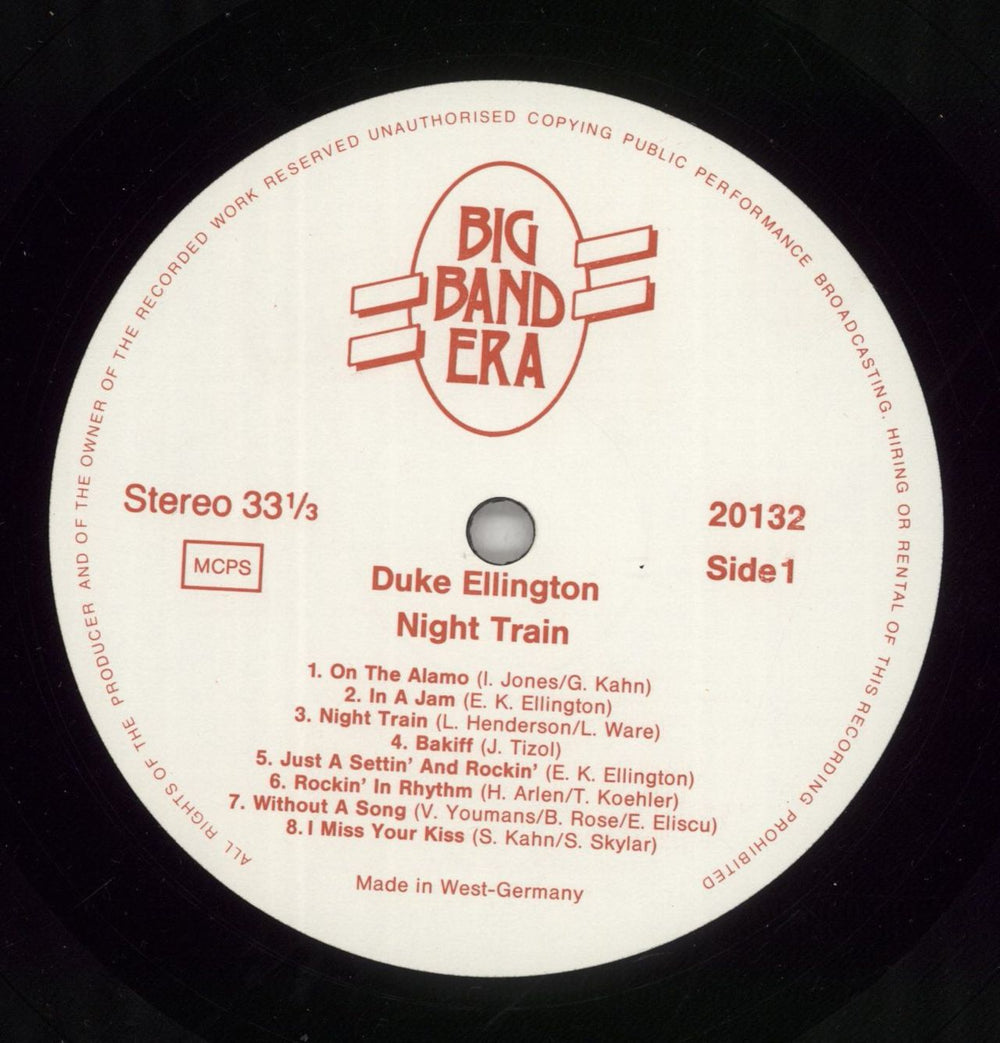 ALL RIGHTS OF THE PRODUCER AND OF THE OWNER OF THE RECORDED WORK RESERVED UNAUTHORISED COPYING PUBLIC PERFORMANCE BROADCASTING, HIRING OR RENTAL OF THIS RECORDING PROHIBITED
BIG
BAND
ERA
Stereo 33⅓
MCPS
20132
Side 1
Duke Ellington
Night Train
1. On The Alamo (I. Jones/G. Kahn)
2. In A Jam (E. K. Ellington)
3. Night Train (L. Henderson/L. Ware)
4. Bakiff (J. Tizol)
5. Just A Settin' And Rockin' (E. K. Ellington)
6. Rockin' In Rhythm (H. Arlen/T. Koehler)
7. Without A Song (V. Youmans/B. Rose/E. Eliscu)
8. I Miss Your Kiss (S. Kahn/S. Skylar)
Made in West-Germany